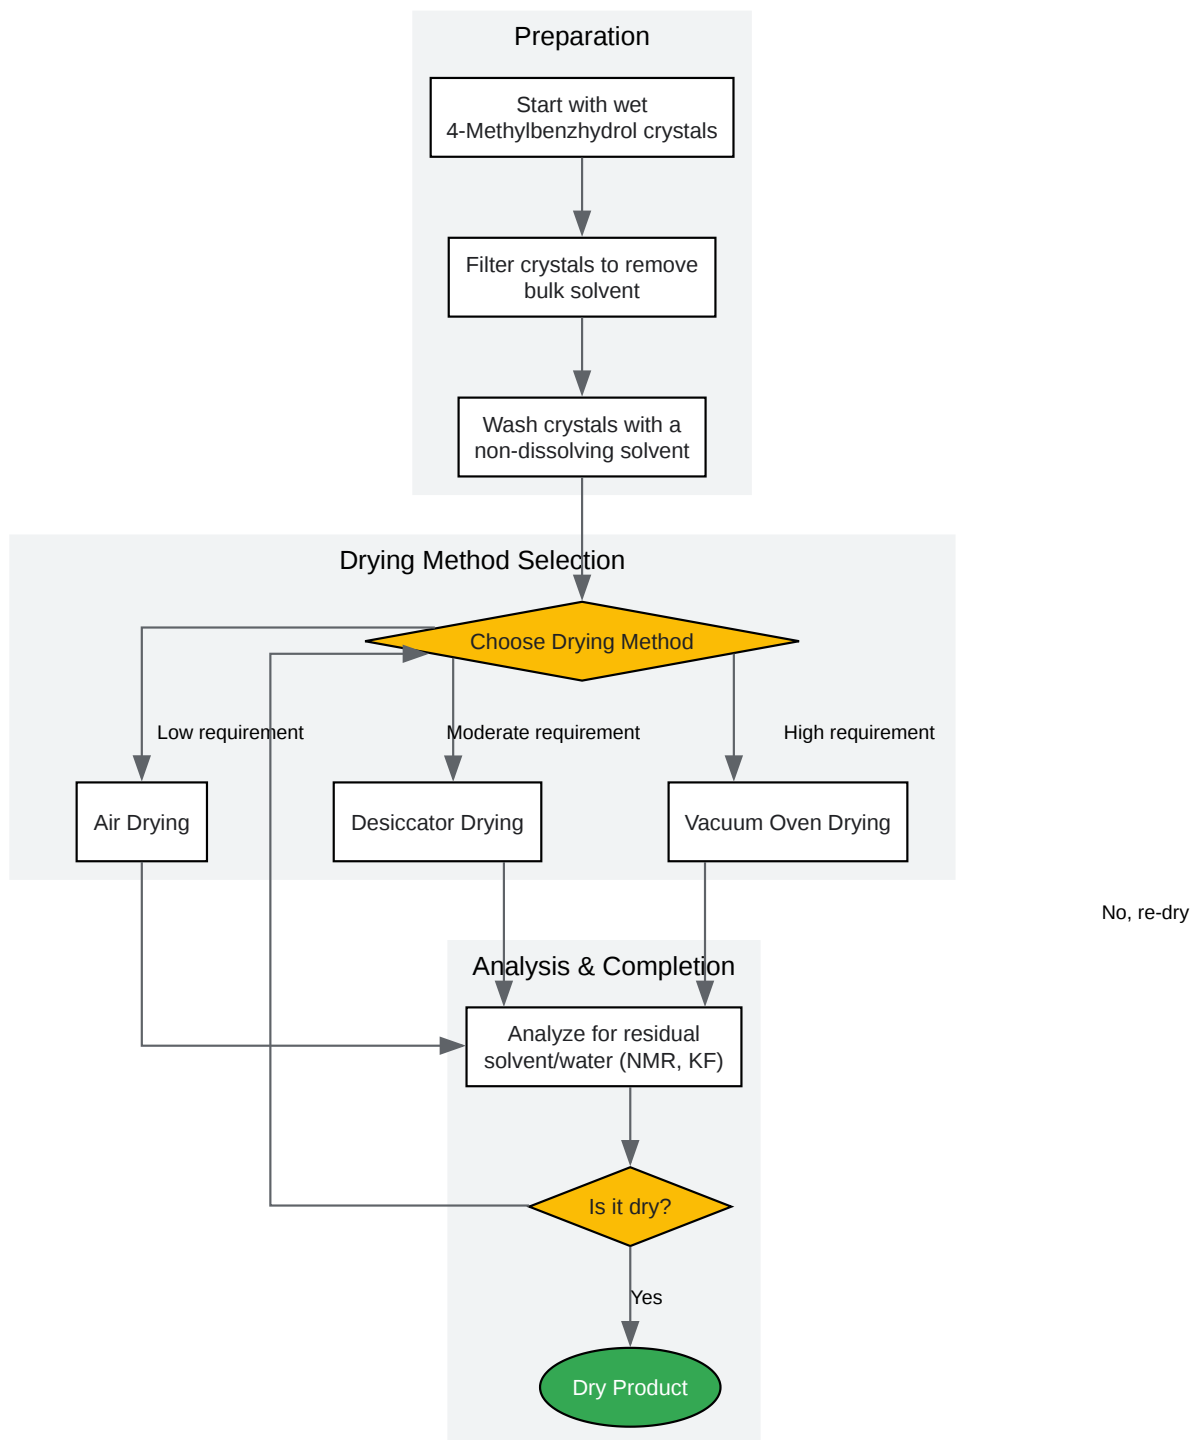 Preparation
Start with wet
4-Methylbenzhydrol crystals
Filter crystals to remove
bulk solvent
Wash crystals with a
non-dissolving solvent
Drying Method Selection
Choose Drying Method
Low requirement
Moderate requirement
High requirement
Air Drying
Desiccator Drying
Vacuum Oven Drying
No, re-dry
Analysis & Completion
Analyze for residual
solvent/water (NMR, KF)
Is it dry?
Yes
Dry Product